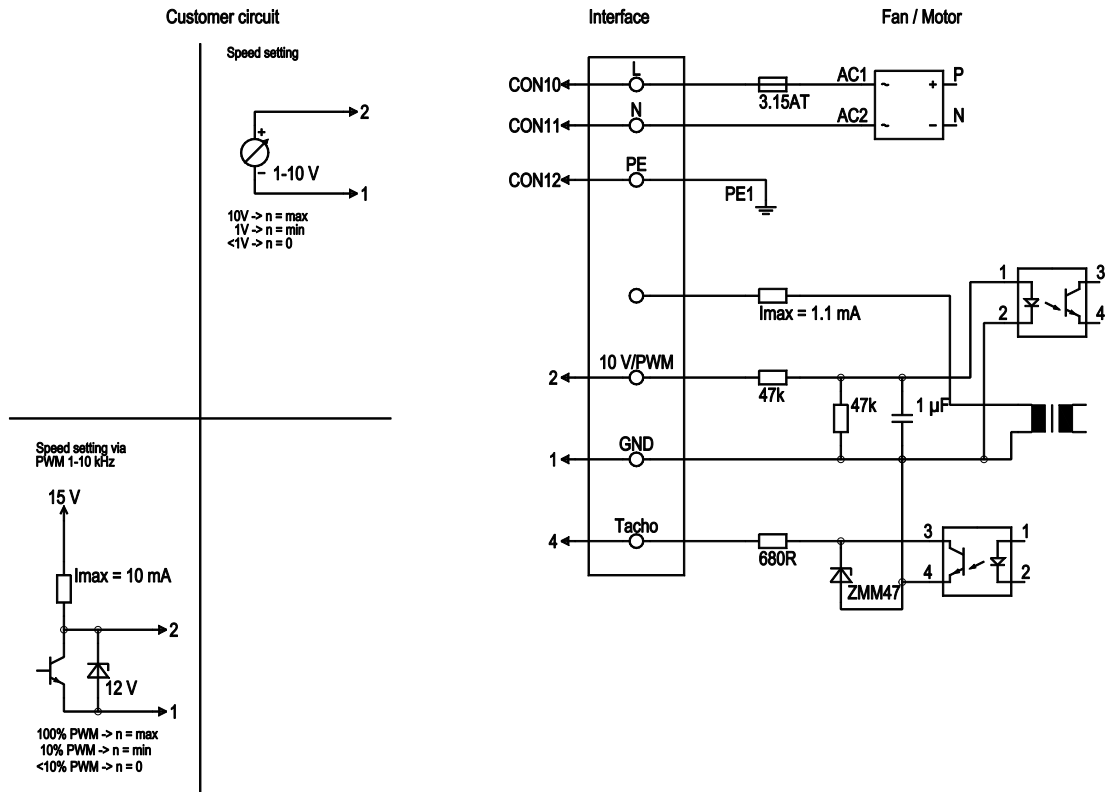 Customer circuit
Interface
Fan / Motor
Speed setting
2
+
− 1-10 V
1
10V -> n = max
1V -> n = min
<1V -> n = 0
Speed setting via
PWM 1-10 kHz
15 V
Imax = 10 mA
2
12 V
1
100% PWM -> n = max
10% PWM -> n = min
<10% PWM -> n = 0
L
CON10
3.15AT
AC1
~ + P
N
CON11
AC2
~ − N
PE
CON12
PE1
Imax = 1.1 mA
1 3
2 4
10 V/PWM
2
47k
47k
1 µF
GND
1
Tacho
4
680R
ZMM47
3 1
4 2